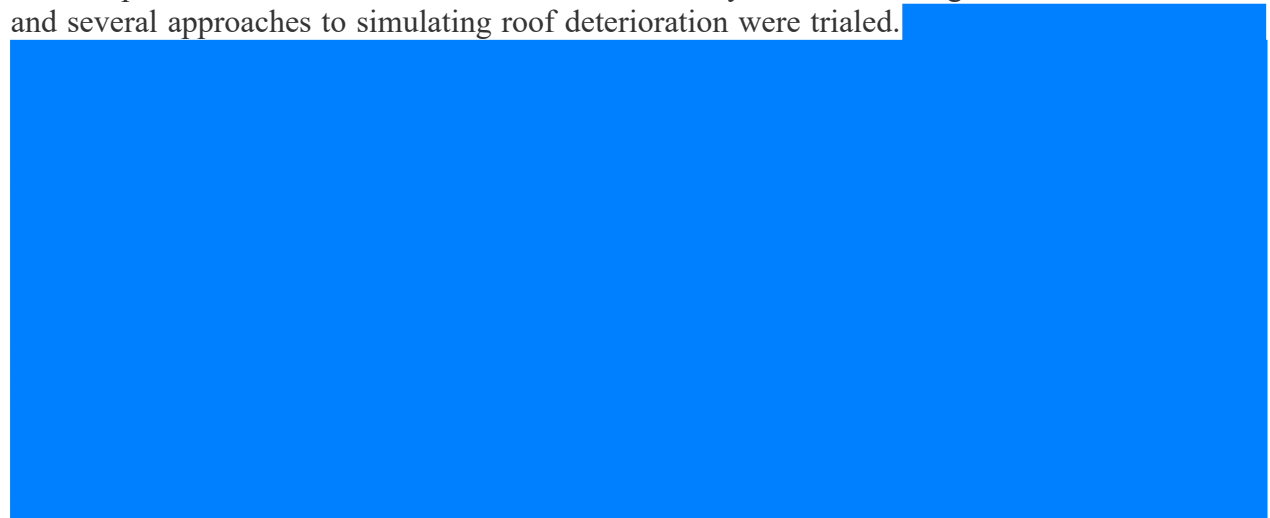 and several approaches to simulating roof deterioration were trialed.